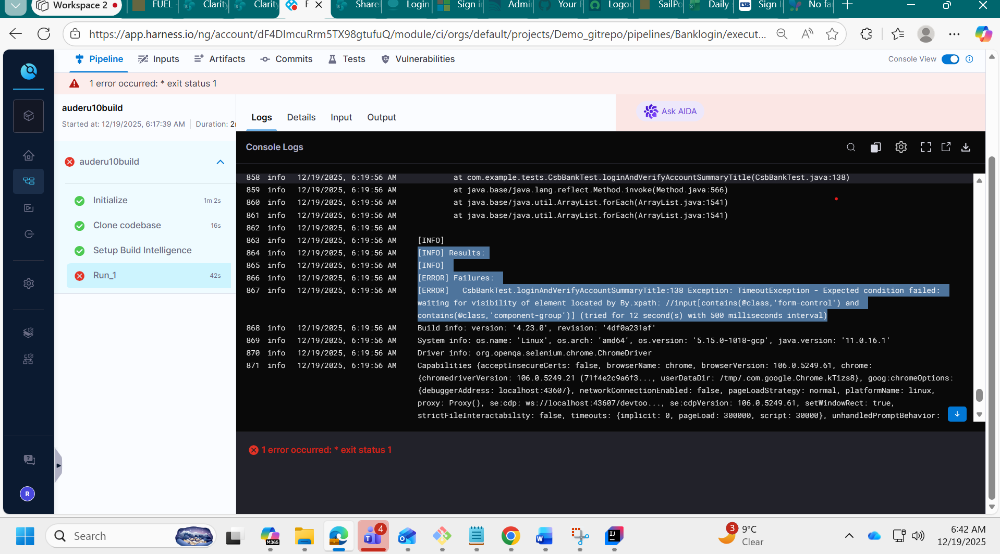 Workspace 2
FUEL
Clarity
Clarity
F
Share
Login
Sign i
Admi
Your
Logou
SailPo
Daily
Sign I
No fa
https://app.harness.io/ng/account/dF4DImcuRrm5TX98gtufuQ/module/ci/orgs/default/projects/Demo_gitrepo/pipelines/Banklogin/execut...
Pipeline
Inputs
Artifacts
Commits
Tests
Vulnerabilities
Console View
1 error occurred: * exit status 1
auderu10build
Started at: 12/19/2025, 6:17:39 AM
Duration: 2
auderu10build
Initialize 1m 2s
Clone codebase 16s
Setup Build Intelligence
Run_1 42s
Logs
Details
Input
Output
Ask AIDA
Console Logs
858 info 12/19/2025, 6:19:56 AM at com.example.tests.CsbBankTest.loginAndVerifyAccountSummaryTitle(CsbBankTest.java:138)
859 info 12/19/2025, 6:19:56 AM at java.base/java.lang.reflect.Method.invoke(Method.java:566)
860 info 12/19/2025, 6:19:56 AM at java.base/java.util.ArrayList.forEach(ArrayList.java:1541)
861 info 12/19/2025, 6:19:56 AM at java.base/java.util.ArrayList.forEach(ArrayList.java:1541)
862 info 12/19/2025, 6:19:56 AM
863 info 12/19/2025, 6:19:56 AM [INFO]
864 info 12/19/2025, 6:19:56 AM [INFO] Results:
865 info 12/19/2025, 6:19:56 AM [INFO]
866 info 12/19/2025, 6:19:56 AM [ERROR] Failures:
867 info 12/19/2025, 6:19:56 AM [ERROR] CsbBankTest.loginAndVerifyAccountSummaryTitle:138 Exception: TimeoutException - Expected condition failed:
waiting for visibility of element located by By.xpath: //input[contains(@class,'form-control') and
contains(@class,'component-group')] (tried for 12 second(s) with 500 milliseconds interval)
868 info 12/19/2025, 6:19:56 AM Build info: version: '4.23.0', revision: '4df0a231af'
869 info 12/19/2025, 6:19:56 AM System info: os.name: 'Linux', os.arch: 'amd64', os.version: '5.15.0-1018-gcp', java.version: '11.0.16.1'
870 info 12/19/2025, 6:19:56 AM Driver info: org.openqa.selenium.chrome.ChromeDriver
871 info 12/19/2025, 6:19:56 AM Capabilities {acceptInsecureCerts: false, browserName: chrome, browserVersion: 106.0.5249.61, chrome:
{chromedriverVersion: 106.0.5249.21 (71f4e2c9a6f3..., userDataDir: /tmp/.com.google.Chrome.kTizs8}, goog:chromeOptions:
{debuggerAddress: localhost:43607}, networkConnectionEnabled: false, pageLoadStrategy: normal, platformName: linux,
proxy: Proxy(), se:cdp: ws://localhost:43607/devtoo..., se:cdpVersion: 106.0.5249.61, setWindowRect: true,
strictFileInteractability: false, timeouts: {implicit: 0, pageLoad: 300000, script: 30000}, unhandledPromptBehavior:
1 error occurred: * exit status 1
R
Search
M365
4
3
9°C
Clear
6:42 AM
12/19/2025